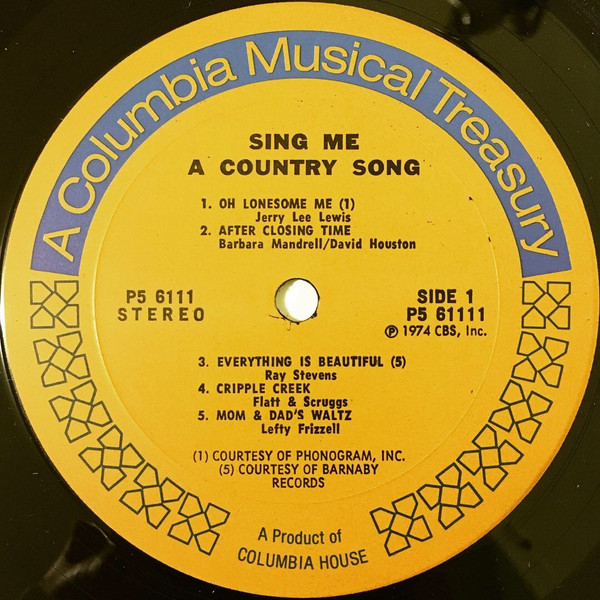 A Columbia Musical Treasury
SING ME
A COUNTRY SONG
1. OH LONESOME ME (1)
Jerry Lee Lewis
2. AFTER CLOSING TIME
Barbara Mandrell/David Houston
P5 6111
STEREO
SIDE 1
P5 61111
Ⓟ 1974 CBS, Inc.
3. EVERYTHING IS BEAUTIFUL (5)
Ray Stevens
4. CRIPPLE CREEK
Flatt & Scruggs
5. MOM & DAD'S WALTZ
Lefty Frizzell
(1) COURTESY OF PHONOGRAM, INC.
(5) COURTESY OF BARNABY
RECORDS
A Product of
COLUMBIA HOUSE